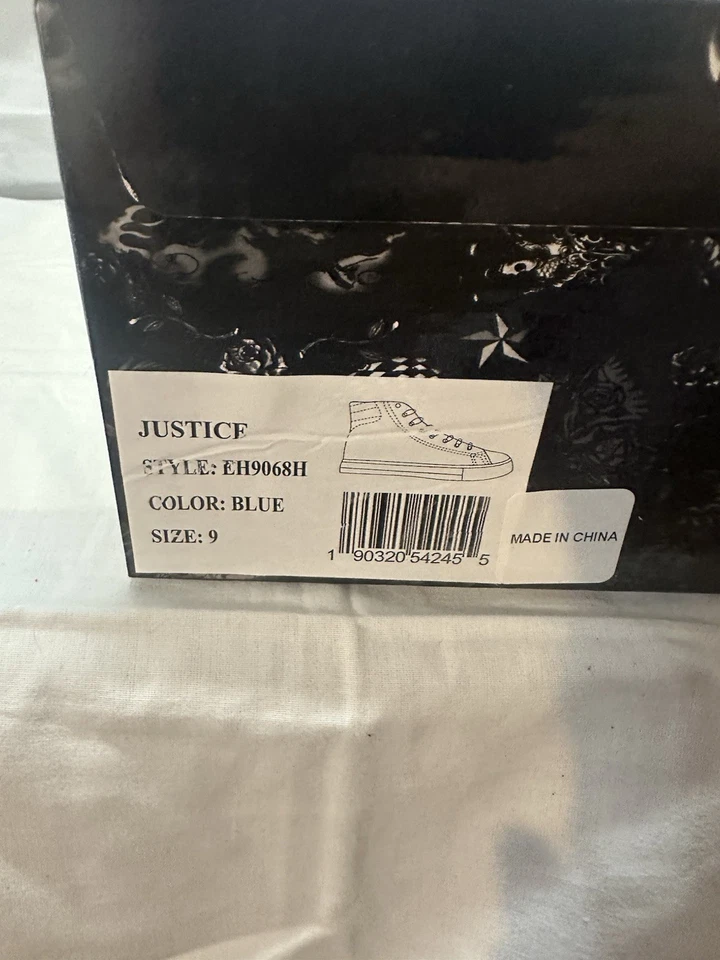 JUSTICE
STYLE: EH9068H
COLOR: BLUE
SIZE: 9
1 90320 54245 5
MADE IN CHINA